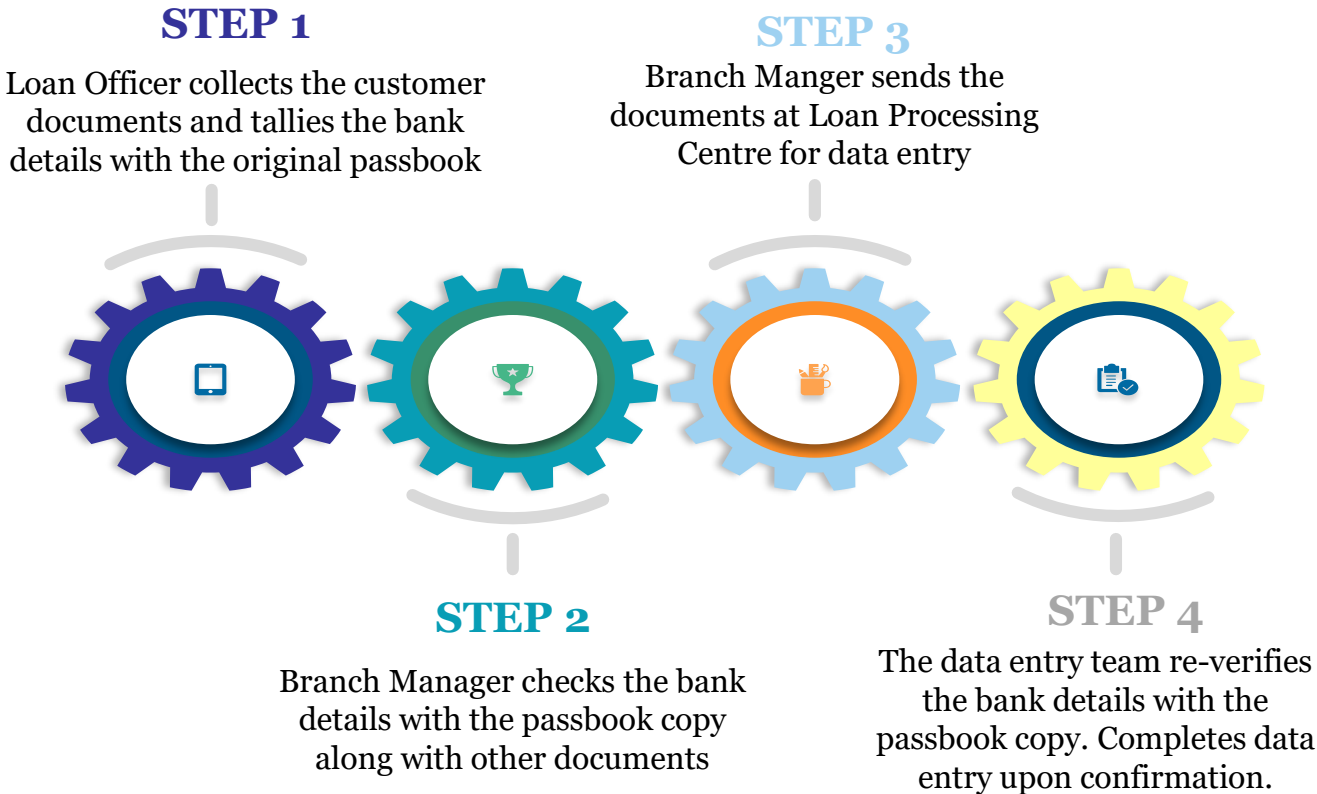 STEP 1
Loan Officer collects the customer
documents and tallies the bank
details with the original passbook
STEP 2
Branch Manager checks the bank
details with the passbook copy
along with other documents
STEP 3
Branch Manger sends the
documents at Loan Processing
Centre for data entry
STEP 4
The data entry team re-verifies
the bank details with the
passbook copy. Completes data
entry upon confirmation.